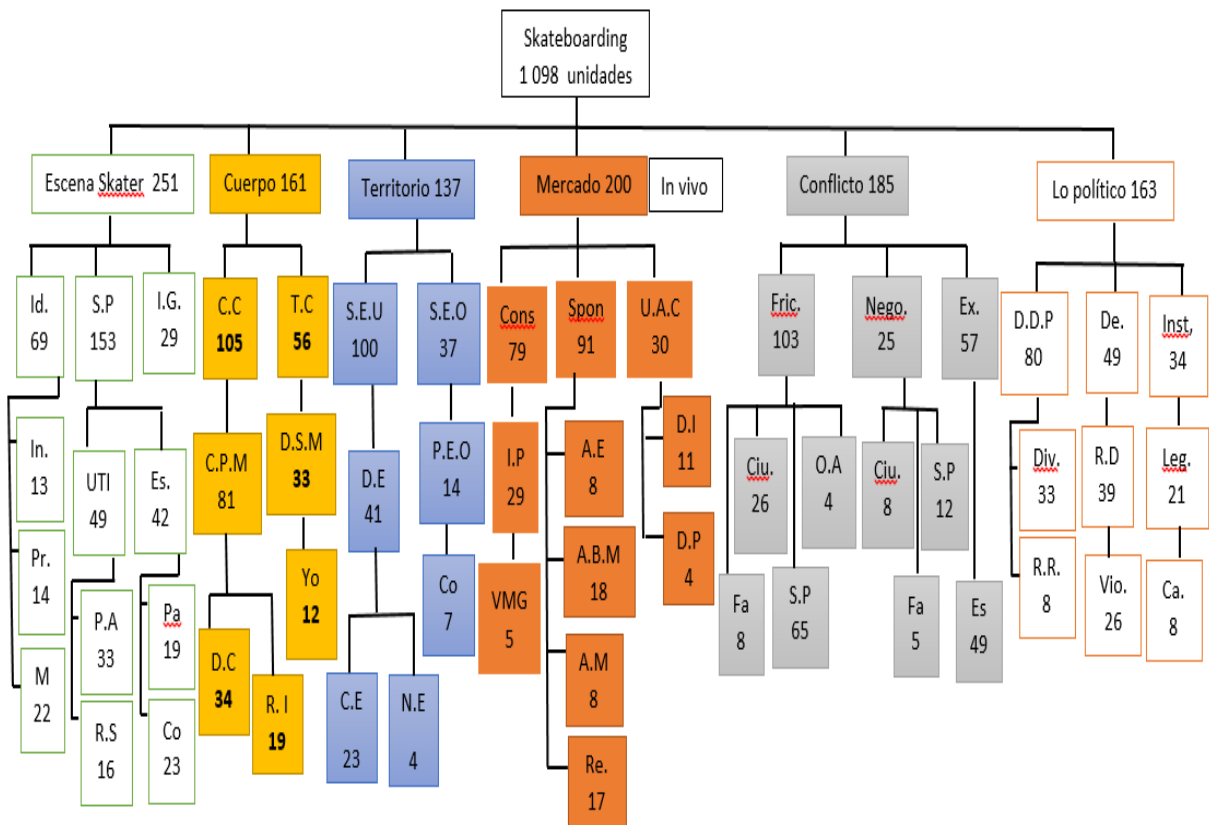 Skateboarding
1 098 unidades
Escena Skater 251
Cuerpo 161
Territorio 137
Mercado 200
In vivo
Conflicto 185
Lo político 163
Id.
69
S.P
153
I.G.
29
C.C
105
T.C
56
S.E.U
100
S.E.O
37
Cons
79
Spon
91
U.A.C
30
Fric.
103
Nego.
25
Ex.
57
D.D.P
80
De.
49
Inst,
34
In.
13
UTI
49
Es.
42
C.P.M
81
D.S.M
33
D.E
41
P.E.O
14
I.P
29
A.E
8
D.I
11
Ciu.
26
O.A
4
Ciu.
8
S.P
12
Div.
33
R.D
39
Leg.
21
Pr.
14
P.A
33
Pa
19
Yo
12
Co
7
VMG
5
A.B.M
18
D.P
4
Fa
8
S.P
65
Fa
5
Es
49
R.R.
8
Vio.
26
Ca.
8
M
22
R.S
16
Co
23
D.C
34
R. I
19
C.E
23
N.E
4
A.M
8
Re.
17